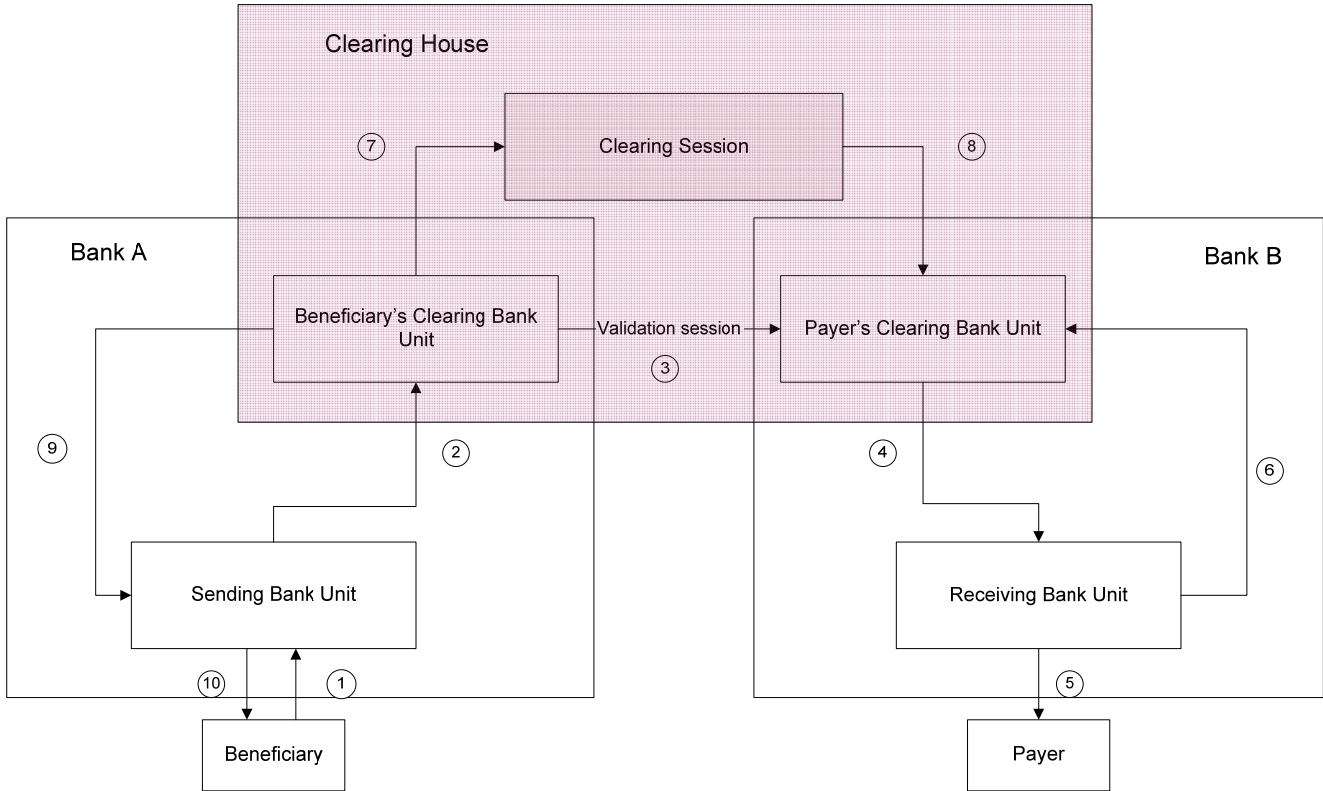 Clearing House
Clearing Session
7
8
Bank A
Bank B
Beneficiary’s Clearing Bank
Unit
Validation session
Payer’s Clearing Bank Unit
3
9
2
4
6
Sending Bank Unit
Receiving Bank Unit
10
1
5
Beneficiary
Payer